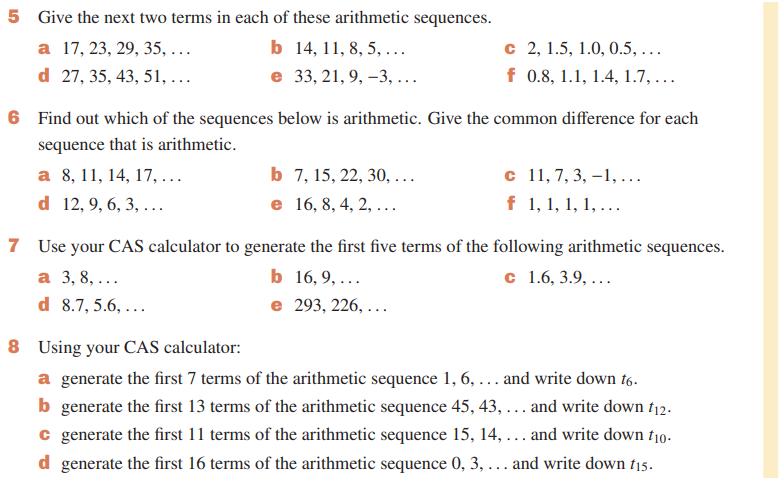 5 Give the next two terms in each of these arithmetic sequences.
a 17, 23, 29, 35, … b 14, 11, 8, 5, … c 2, 1.5, 1.0, 0.5, …
d 27, 35, 43, 51, … e 33, 21, 9, −3, … f 0.8, 1.1, 1.4, 1.7, …
6 Find out which of the sequences below is arithmetic. Give the common difference for each
sequence that is arithmetic.
a 8, 11, 14, 17, … b 7, 15, 22, 30, … c 11, 7, 3, −1, …
d 12, 9, 6, 3, … e 16, 8, 4, 2, … f 1, 1, 1, 1, …
7 Use your CAS calculator to generate the first five terms of the following arithmetic sequences.
a 3, 8, … b 16, 9, … c 1.6, 3.9, …
d 8.7, 5.6, … e 293, 226, …
8 Using your CAS calculator:
a generate the first 7 terms of the arithmetic sequence 1, 6, … and write down t₆.
b generate the first 13 terms of the arithmetic sequence 45, 43, … and write down t₁₂.
c generate the first 11 terms of the arithmetic sequence 15, 14, … and write down t₁₀.
d generate the first 16 terms of the arithmetic sequence 0, 3, … and write down t₁₅.